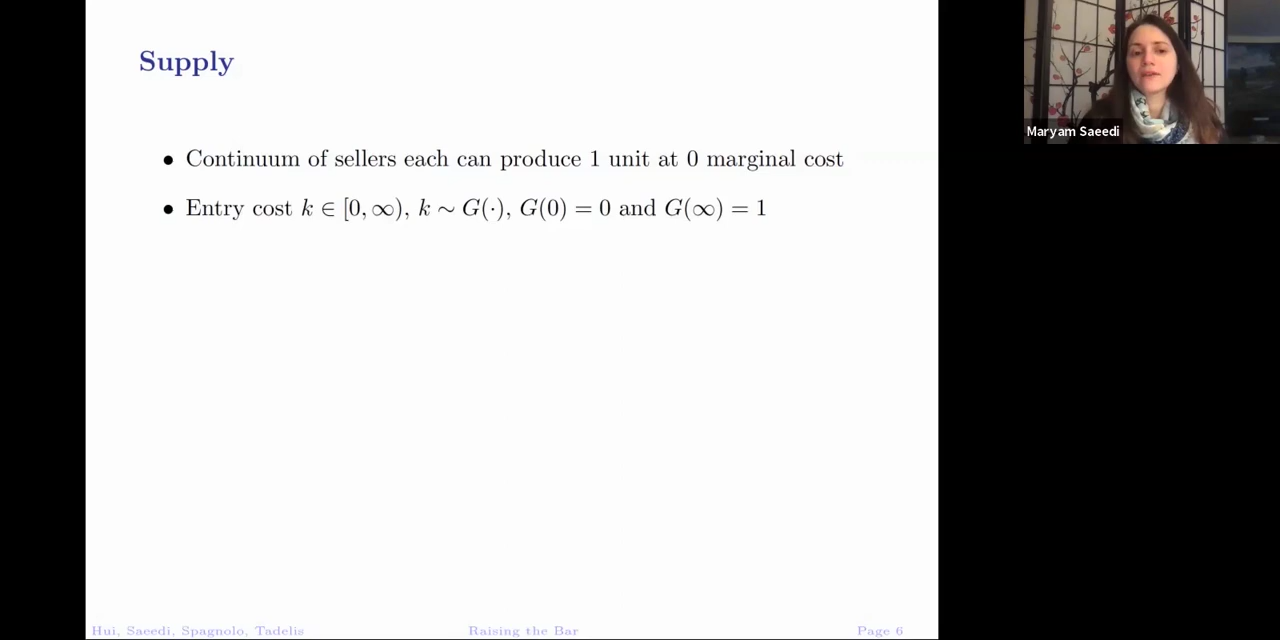 Supply
• Continuum of sellers each can produce 1 unit at 0 marginal cost
• Entry cost k ∈ [0, ∞), k ∼ G(·), G(0) = 0 and G(∞) = 1
Hui, Saeedi, Spagnolo, Tadelis Raising the Bar Page 6
Maryam Saeedi